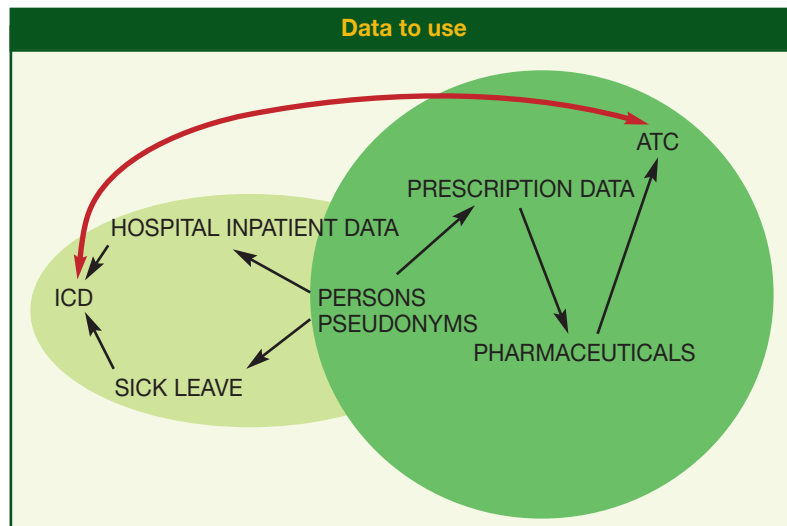 Data to use
ATC
PRESCRIPTION DATA
HOSPITAL INPATIENT DATA
ICD
PERSONS
PSEUDONYMS
PHARMACEUTICALS
SICK LEAVE